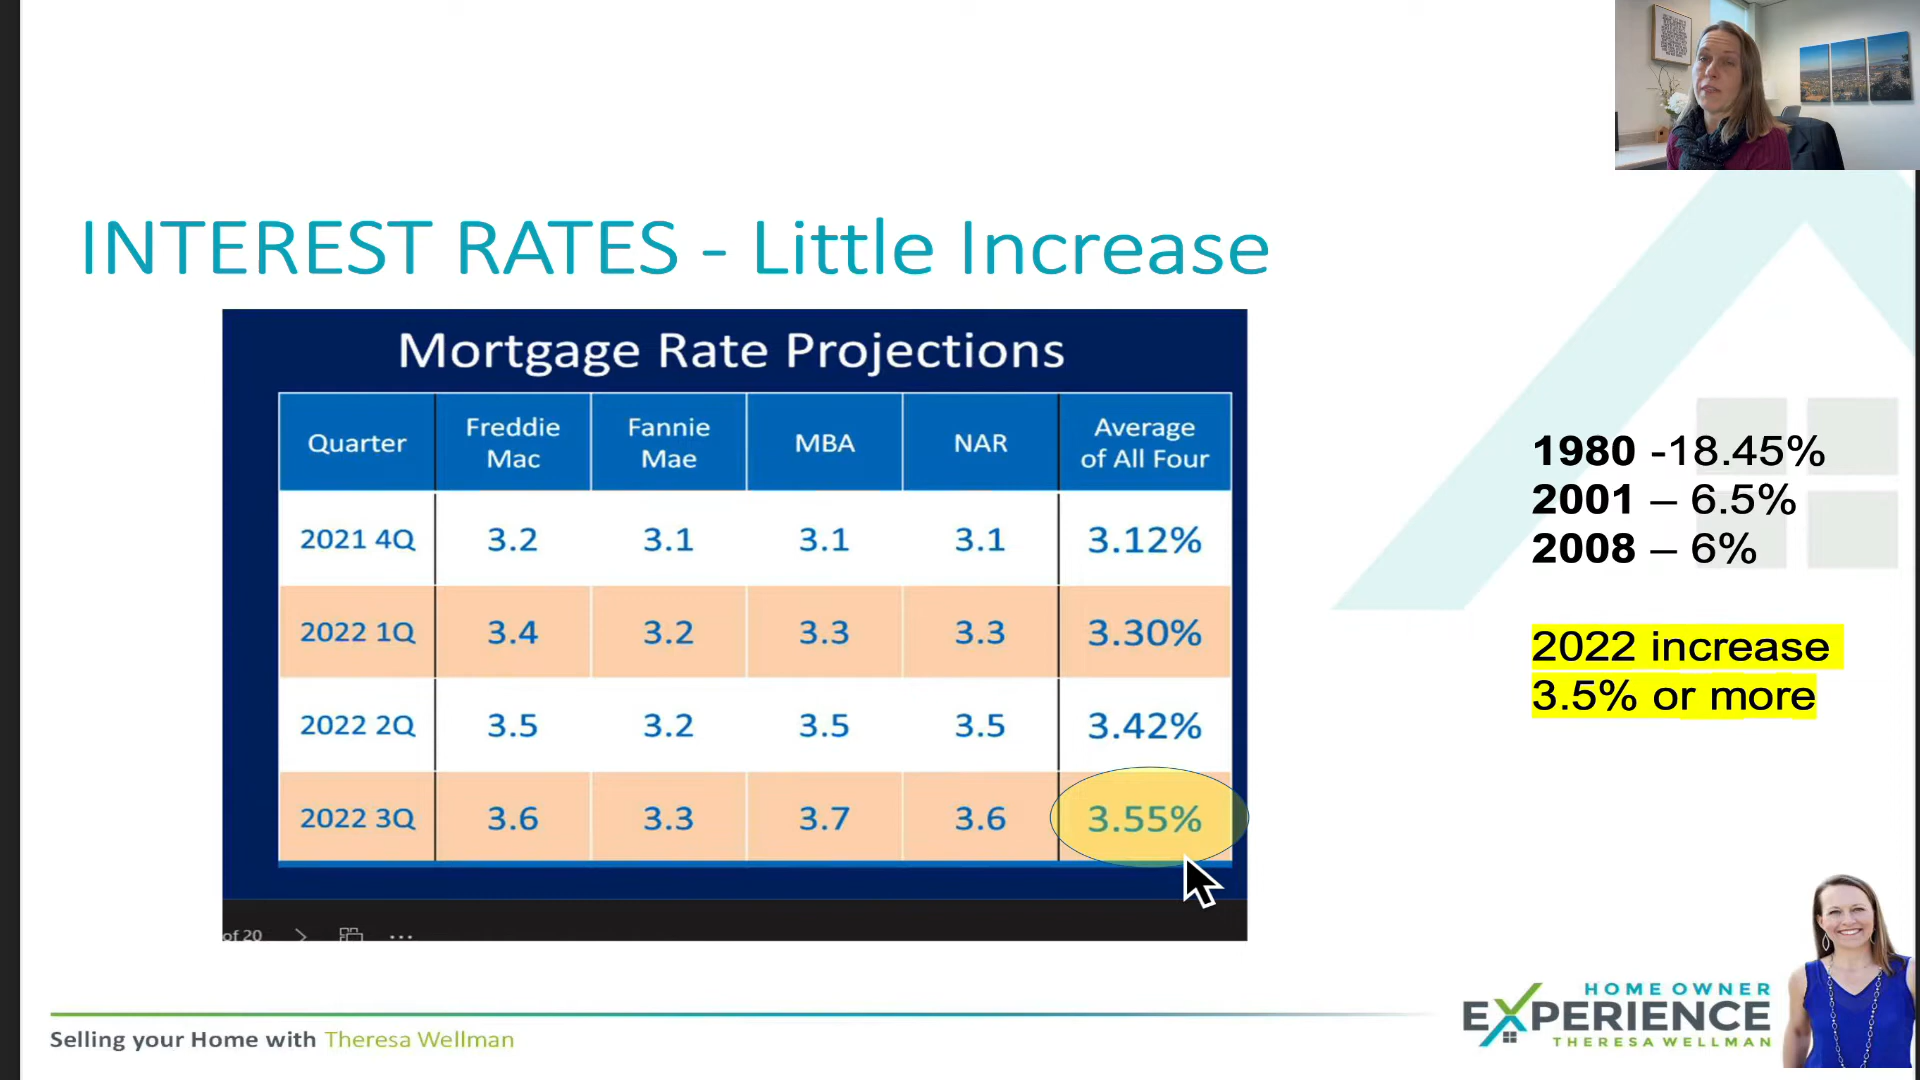 INTEREST RATES - Little Increase
Mortgage Rate Projections
Quarter Freddie Mac Fannie Mae MBA NAR Average of All Four
2021 4Q 3.2 3.1 3.1 3.1 3.12%
2022 1Q 3.4 3.2 3.3 3.3 3.30%
2022 2Q 3.5 3.2 3.5 3.5 3.42%
2022 3Q 3.6 3.3 3.7 3.6 3.55%
of 20
1980 -18.45%
2001 – 6.5%
2008 – 6%
2022 increase
3.5% or more
Selling your Home with Theresa Wellman
HOME OWNER
EXPERIENCE
THERESA WELLMAN